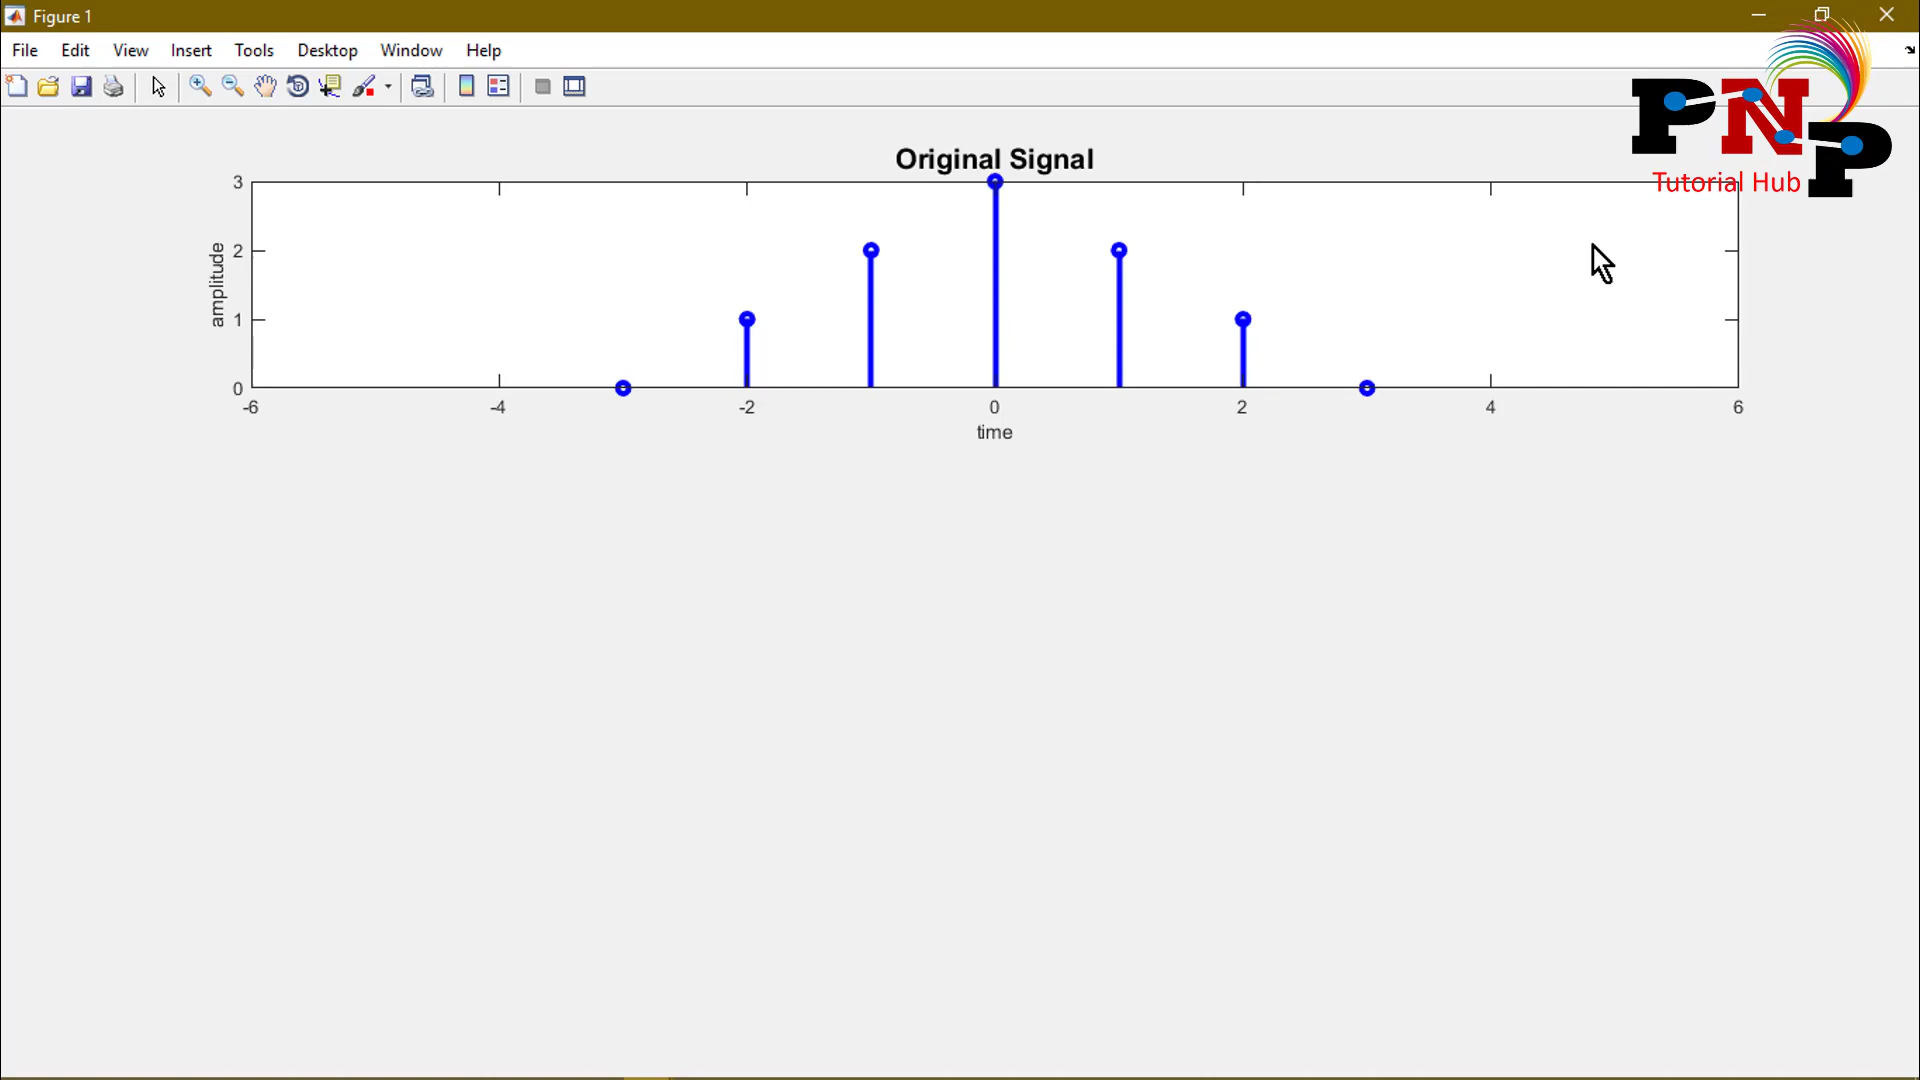 Figure 1
File Edit View Insert Tools Desktop Window Help
PNP
Tutorial Hub
Original Signal
3
2
1
0
amplitude
-6 -4 -2 0 2 4 6
time